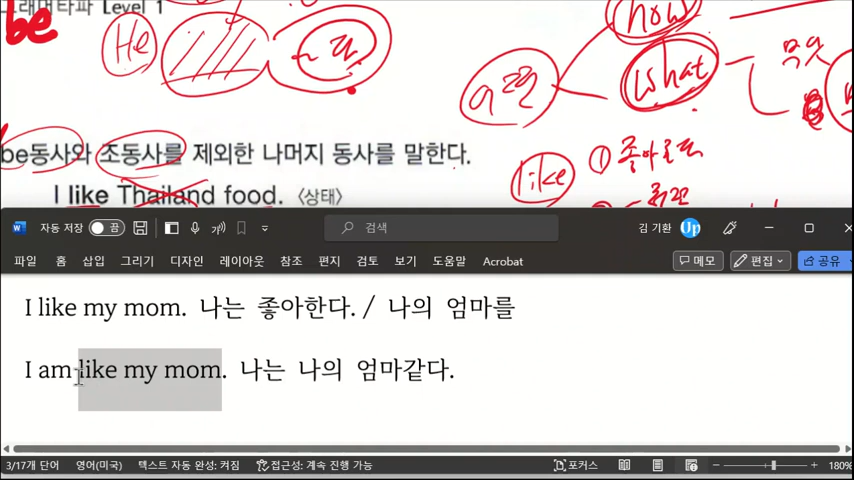 그래머타파 Level 1
be
He
how
what
be동사와 조동사를 제외한 나머지 동사를 말한다.
like ① 좋아하다
I like Thailand food. 〈상태〉
자동 저장 끔 검색 김 기환
파일 홈 삽입 그리기 디자인 레이아웃 참조 편지 검토 보기 도움말 Acrobat 메모 편집 공유
I like my mom. 나는 좋아한다. / 나의 엄마를
I am like my mom. 나는 나의 엄마같다.
3/17개 단어 영어(미국) 텍스트 자동 완성: 켜짐 접근성: 계속 진행 가능 포커스 180%